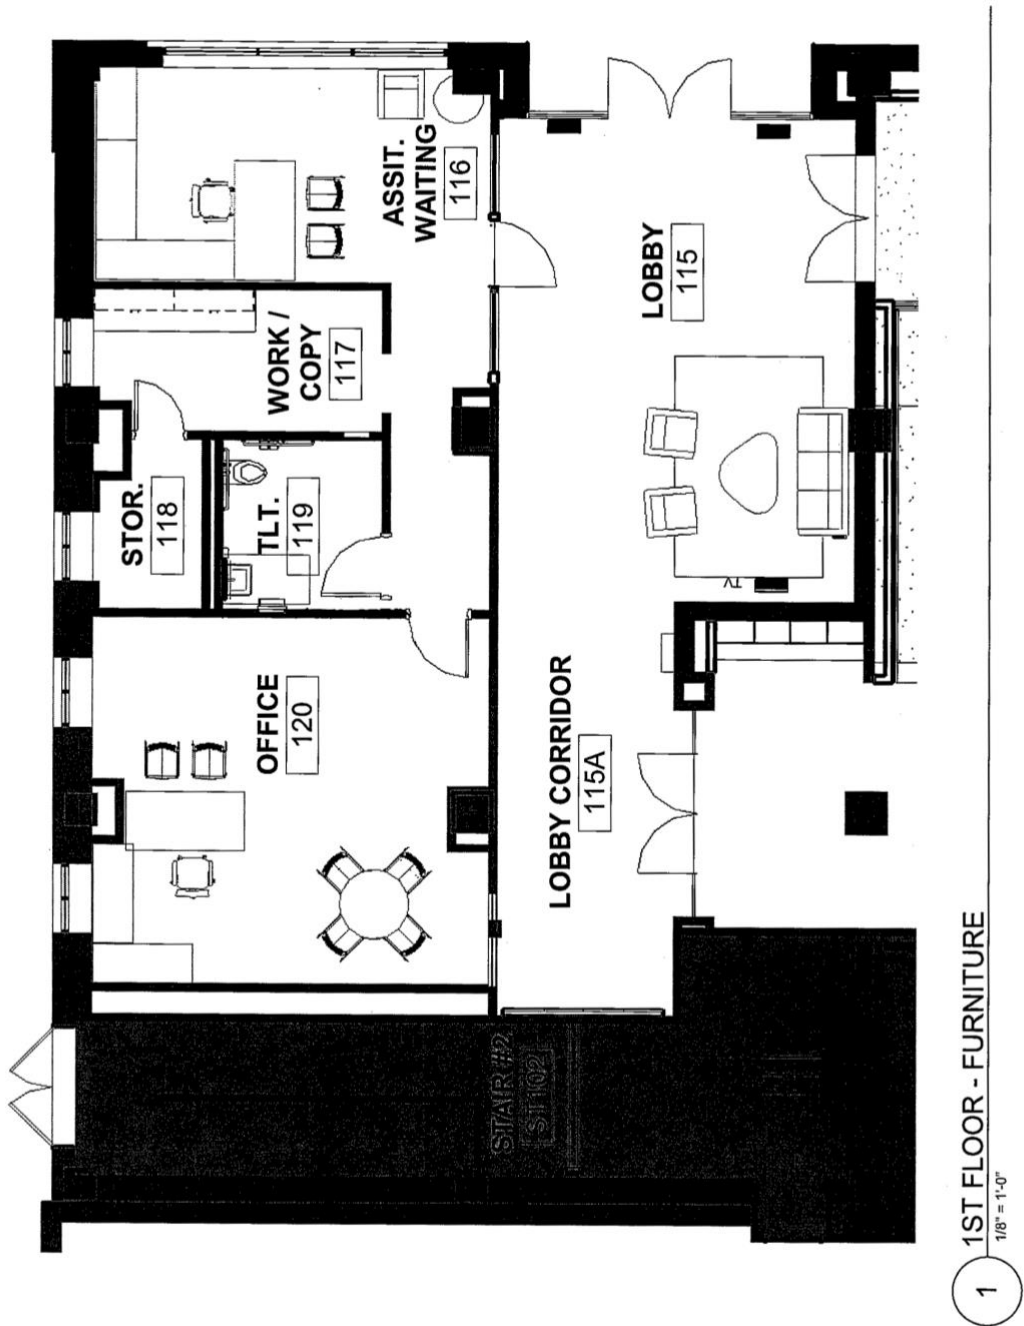 ASSIT.
WAITING
116
LOBBY
115
WORK /
COPY
117
STOR.
118
TLT.
119
TV
OFFICE
120
LOBBY CORRIDOR
115A
STAIR #2
ST102
1
1ST FLOOR - FURNITURE
1/8" = 1'-0"